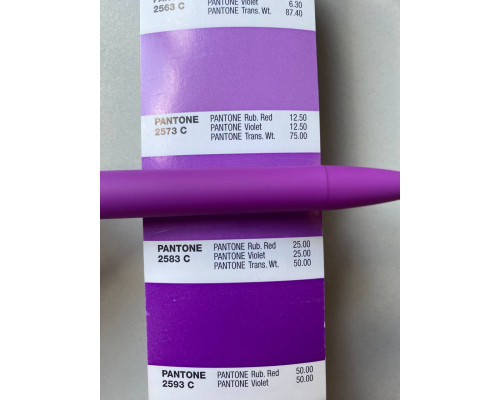 PANTONE Violet 6.30
2563 C PANTONE Trans. Wt. 87.40
PANTONE PANTONE Rub. Red 12.50
2573 C PANTONE Violet 12.50
PANTONE Trans. Wt. 75.00
PANTONE PANTONE Rub. Red 25.00
2583 C PANTONE Violet 25.00
PANTONE Trans. Wt. 50.00
PANTONE PANTONE Rub. Red 50.00
2593 C PANTONE Violet 50.00